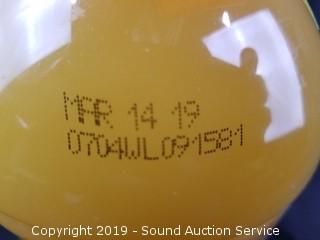 MAR 14 19
0704WL091581
Copyright 2019 - Sound Auction Service